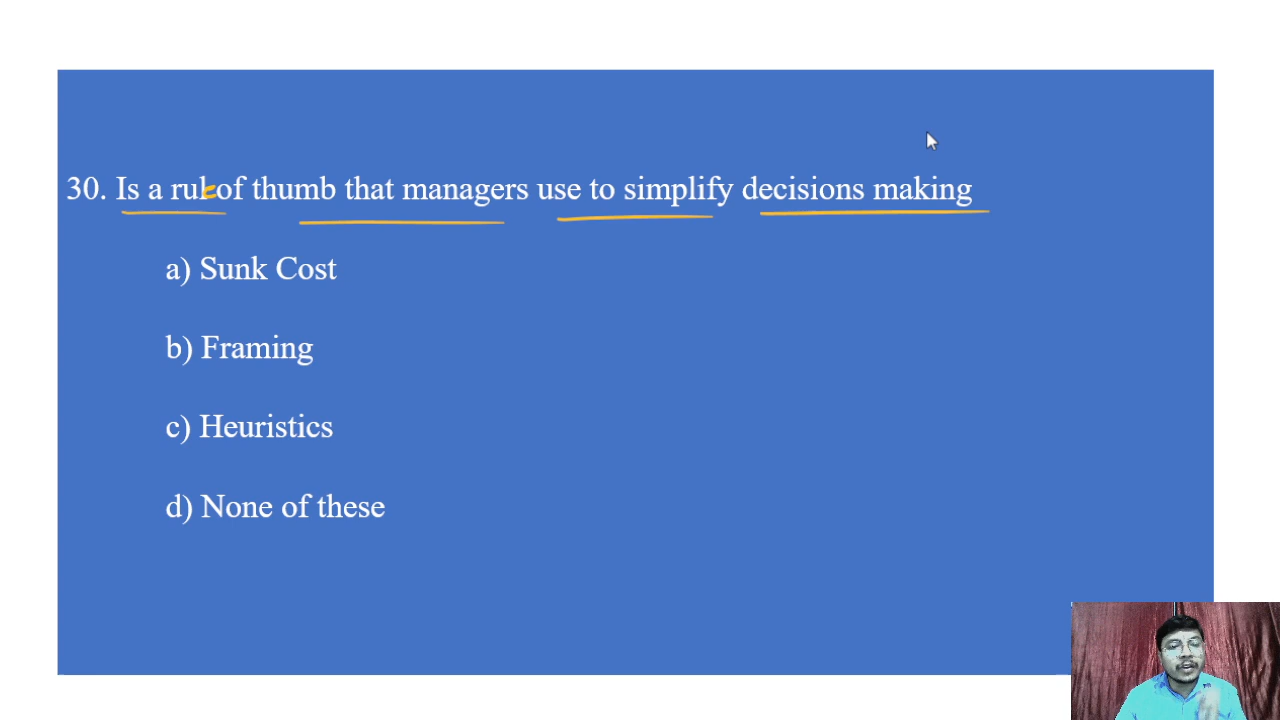 30. Is a rule of thumb that managers use to simplify decisions making
a) Sunk Cost
b) Framing
c) Heuristics
d) None of these